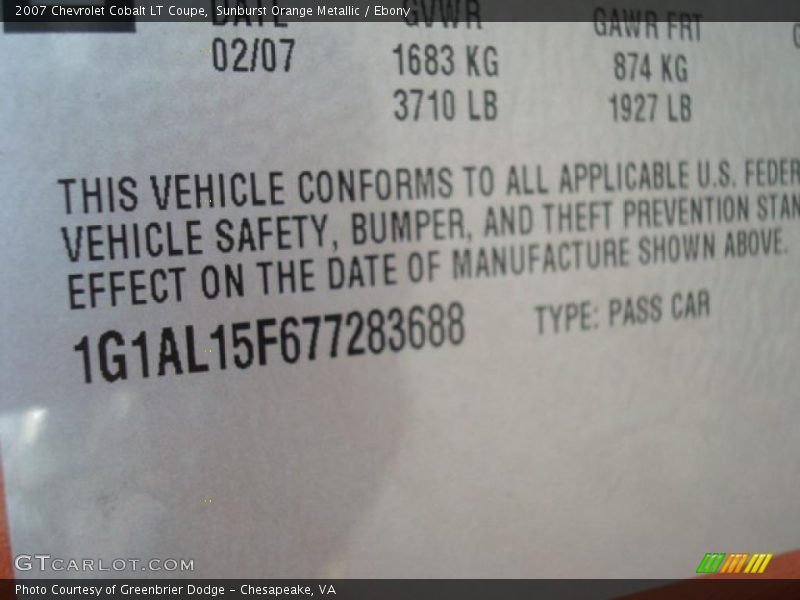 2007 Chevrolet Cobalt LT Coupe, Sunburst Orange Metallic / Ebony
DATE GVWR GAWR FRT
02/07 1683 KG 874 KG
3710 LB 1927 LB
THIS VEHICLE CONFORMS TO ALL APPLICABLE U.S. FEDER
VEHICLE SAFETY, BUMPER, AND THEFT PREVENTION STAN
EFFECT ON THE DATE OF MANUFACTURE SHOWN ABOVE.
1G1AL15F677283688 TYPE: PASS CAR
GTCARLOT.COM
Photo Courtesy of Greenbrier Dodge - Chesapeake, VA